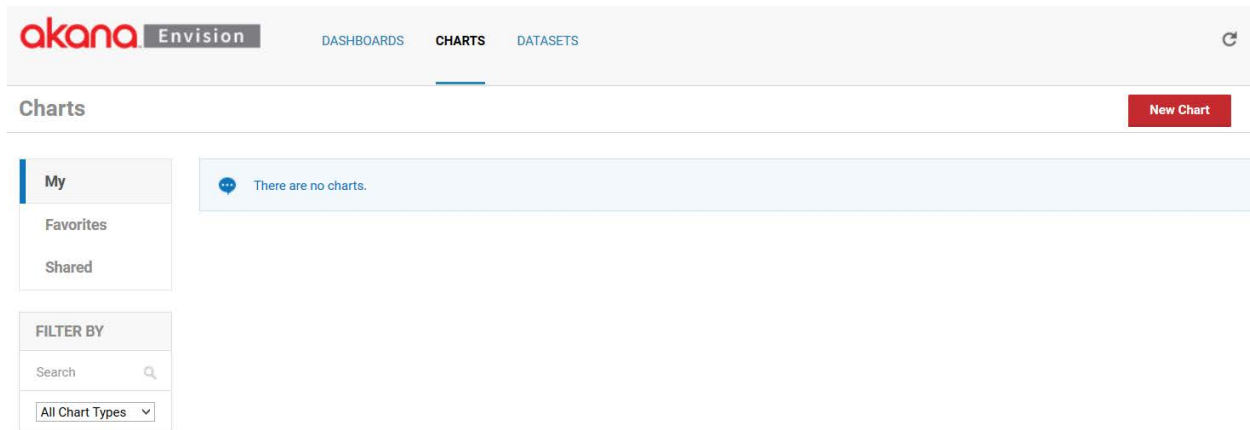 akana Envision DASHBOARDS CHARTS DATASETS
Charts New Chart
My
There are no charts.
Favorites
Shared
FILTER BY
Search
All Chart Types